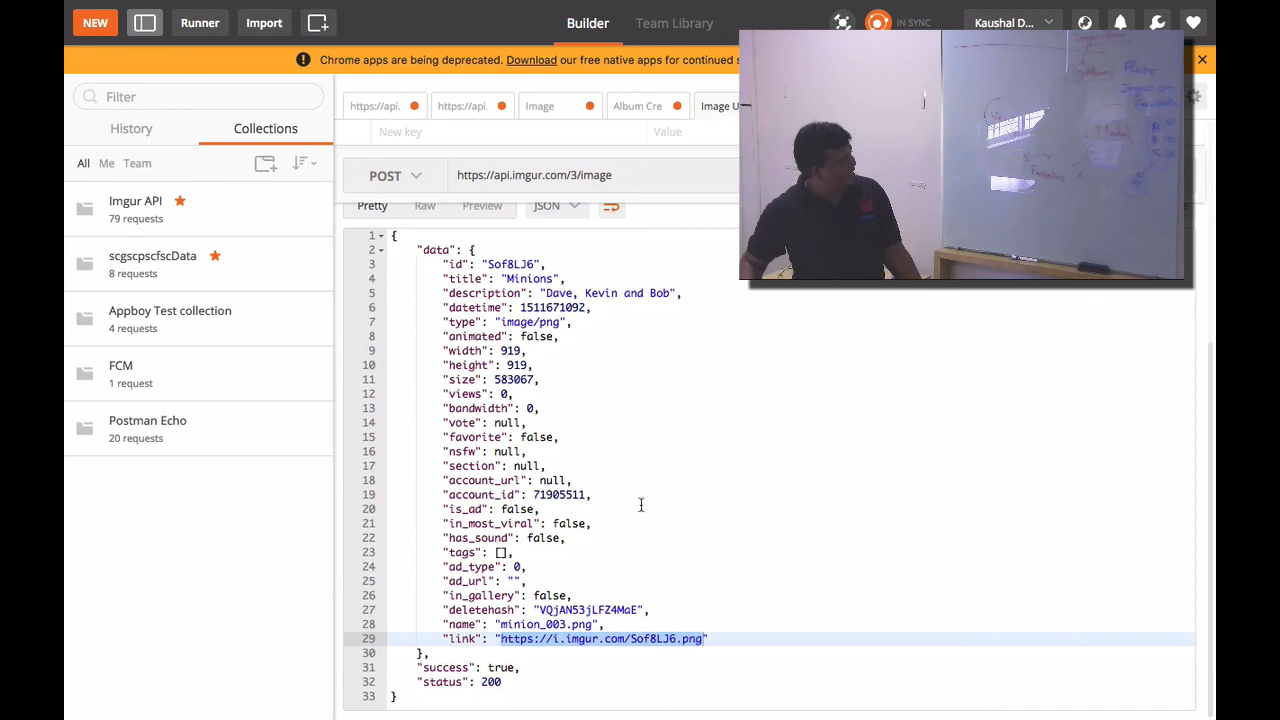 NEW
Runner
Import
Builder
Team Library
IN SYNC
Kaushal D...
Chrome apps are being deprecated. Download our free native apps for continued s
Filter
History
Collections
All Me Team
Imgur API
79 requests
scgscpscfscData
8 requests
Appboy Test collection
4 requests
FCM
1 request
Postman Echo
20 requests
https://api.
https://api.
Image
Album Cre
Image U
New key
Value
POST
https://api.imgur.com/3/image
Pretty
Raw
Preview
JSON
1 {
2 "data": {
3 "id": "Sof8LJ6",
4 "title": "Minions",
5 "description": "Dave, Kevin and Bob",
6 "datetime": 1511671092,
7 "type": "image/png",
8 "animated": false,
9 "width": 919,
10 "height": 919,
11 "size": 583067,
12 "views": 0,
13 "bandwidth": 0,
14 "vote": null,
15 "favorite": false,
16 "nsfw": null,
17 "section": null,
18 "account_url": null,
19 "account_id": 71905511,
20 "is_ad": false,
21 "in_most_viral": false,
22 "has_sound": false,
23 "tags": [],
24 "ad_type": 0,
25 "ad_url": "",
26 "in_gallery": false,
27 "deletehash": "VQjAN53jLFZ4MaE",
28 "name": "minion_003.png",
29 "link": "https://i.imgur.com/Sof8LJ6.png"
30 },
31 "success": true,
32 "status": 200
33 }